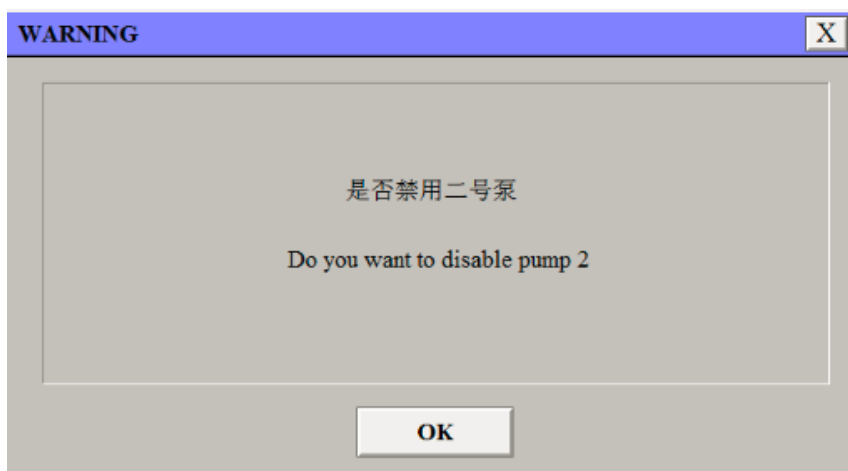 WARNING
X
是否禁用二号泵
Do you want to disable pump 2
OK